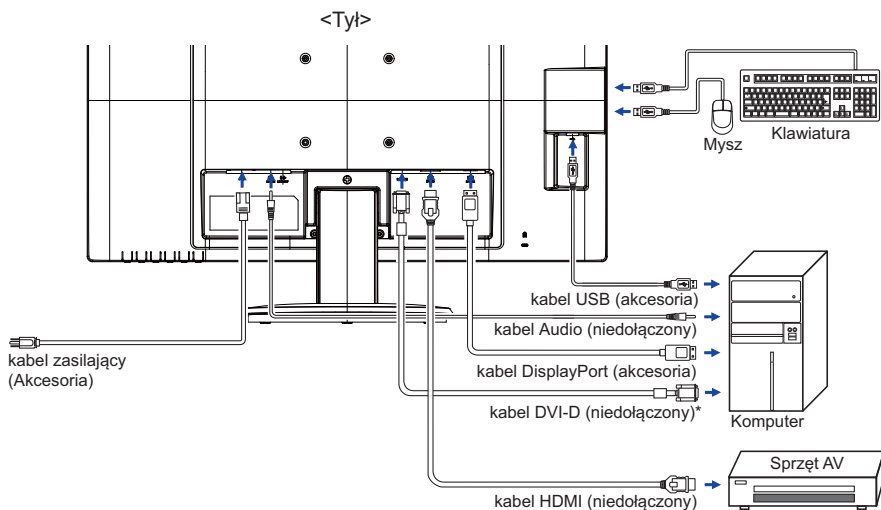 <Tył>
Klawiatura
Mysz
kabel USB (akcesoria)
kabel Audio (niedołączony)
kabel zasilający
(Akcesoria)
kabel DisplayPort (akcesoria)
kabel DVI-D (niedołączony)*
Komputer
Sprzęt AV
kabel HDMI (niedołączony)